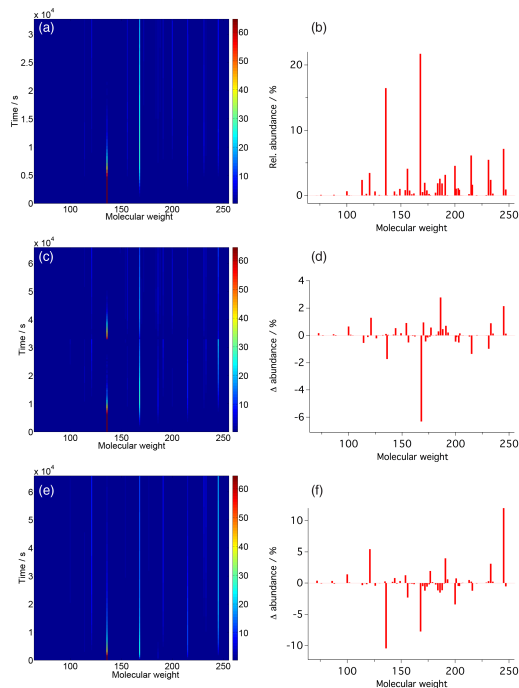 (a)
x 10⁴
3.0
2.5
2.0
1.5
1.0
0.5
0
Time / s
100 150 200 250
Molecular weight
60
50
40
30
20
10
(b)
20
10
0
Rel. abundance / %
100 150 200 250
Molecular weight
(c)
x 10⁴
6
5
4
3
2
1
0
Time / s
100 150 200 250
Molecular weight
60
50
40
30
20
10
(d)
4
2
0
-2
-4
-6
Δ abundance / %
100 150 200 250
Molecular weight
(e)
x 10⁴
6
5
4
3
2
1
0
Time / s
100 150 200 250
Molecular weight
60
50
40
30
20
10
(f)
10
5
0
-5
-10
Δ abundance / %
100 150 200 250
Molecular weight